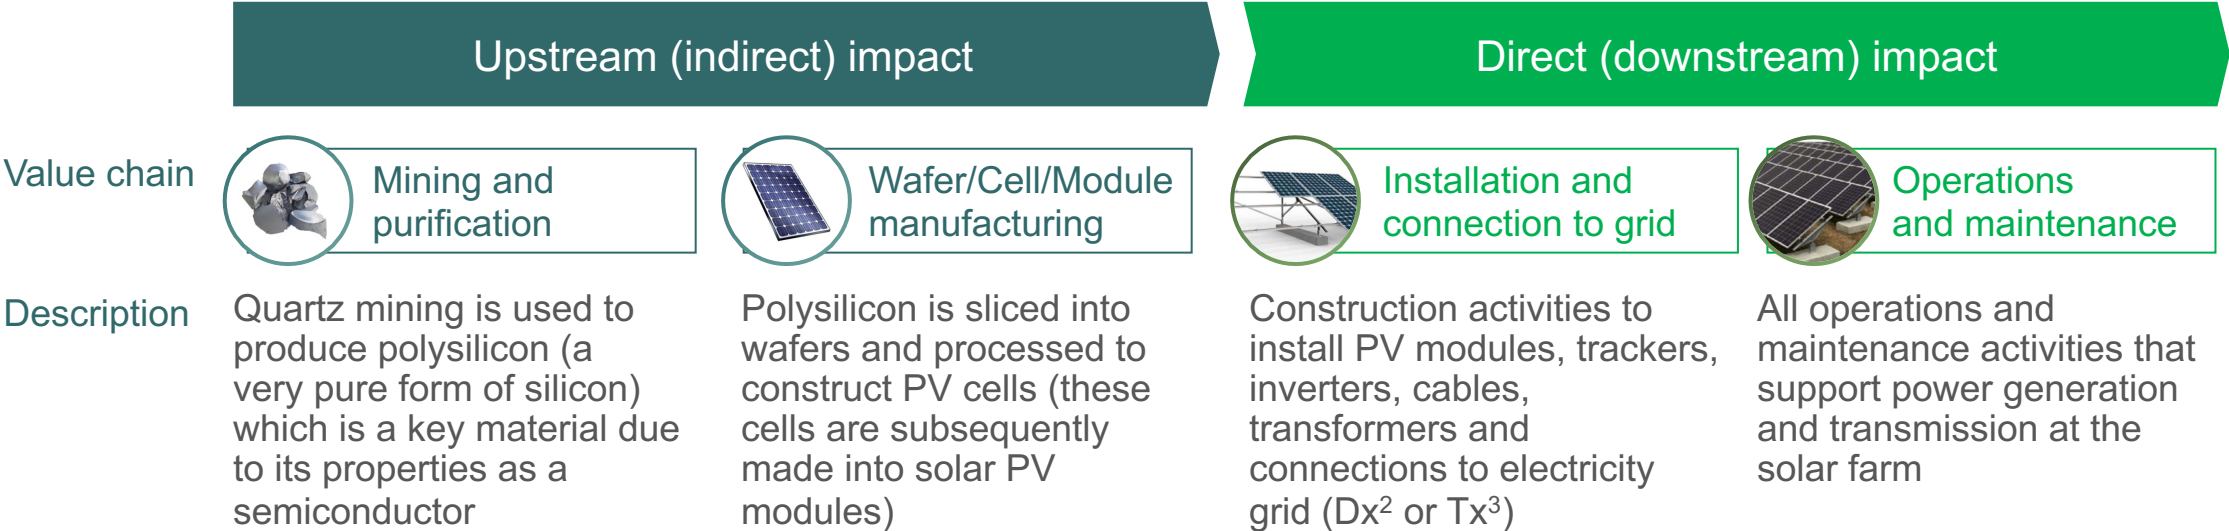 Upstream (indirect) impact
Direct (downstream) impact
Value chain
Mining and
purification
Wafer/Cell/Module
manufacturing
Installation and
connection to grid
Operations
and maintenance
Description
Quartz mining is used to
produce polysilicon (a
very pure form of silicon)
which is a key material due
to its properties as a
semiconductor
Polysilicon is sliced into
wafers and processed to
construct PV cells (these
cells are subsequently
made into solar PV
modules)
Construction activities to
install PV modules, trackers,
inverters, cables,
transformers and
connections to electricity
grid (Dx² or Tx³)
All operations and
maintenance activities that
support power generation
and transmission at the
solar farm